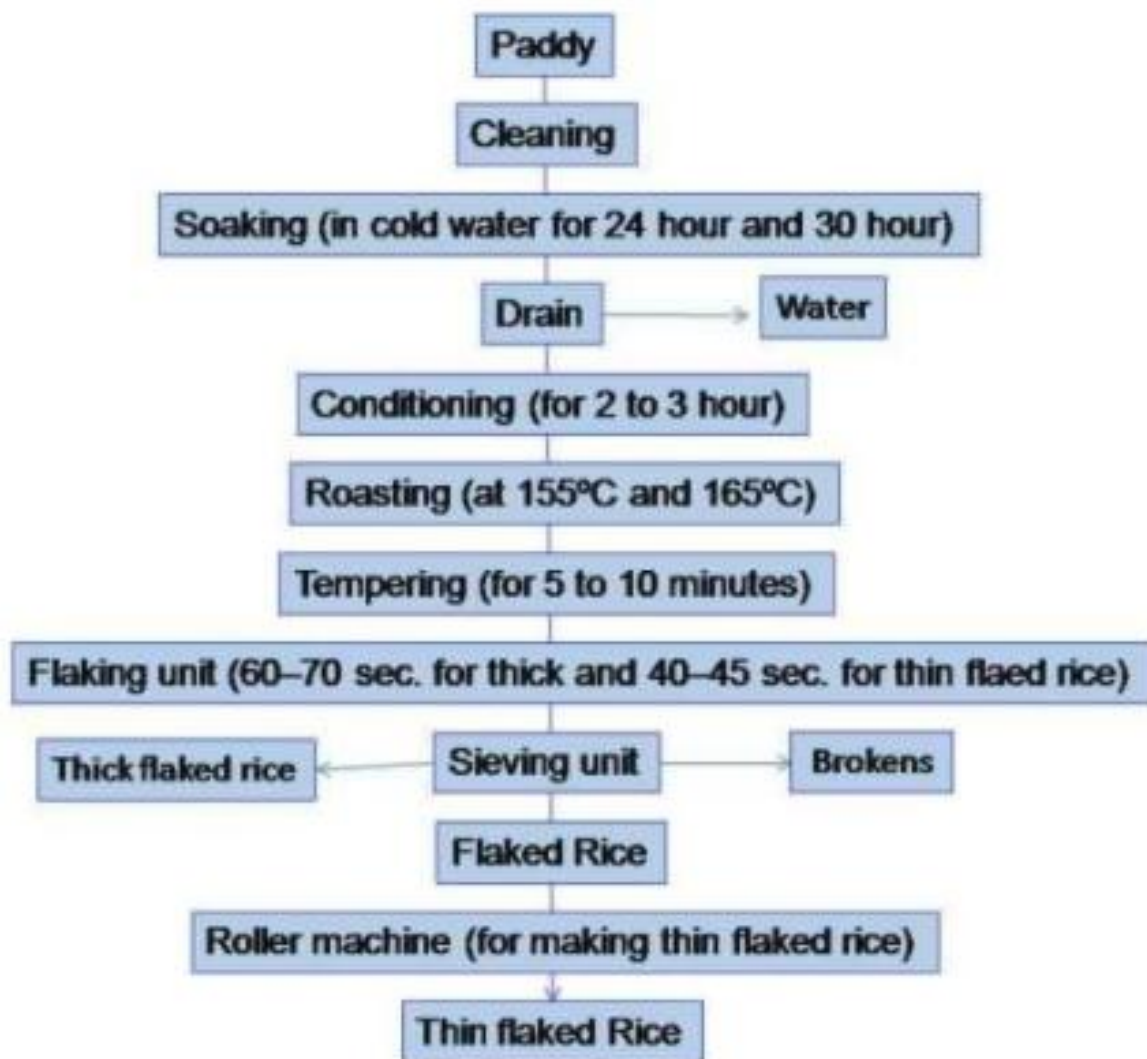 Paddy
Cleaning
Soaking (in cold water for 24 hour and 30 hour)
Drain
Water
Conditioning (for 2 to 3 hour)
Roasting (at 155ºC and 165ºC)
Tempering (for 5 to 10 minutes)
Flaking unit (60–70 sec. for thick and 40–45 sec. for thin flaed rice)
Thick flaked rice
Sieving unit
Brokens
Flaked Rice
Roller machine (for making thin flaked rice)
Thin flaked Rice